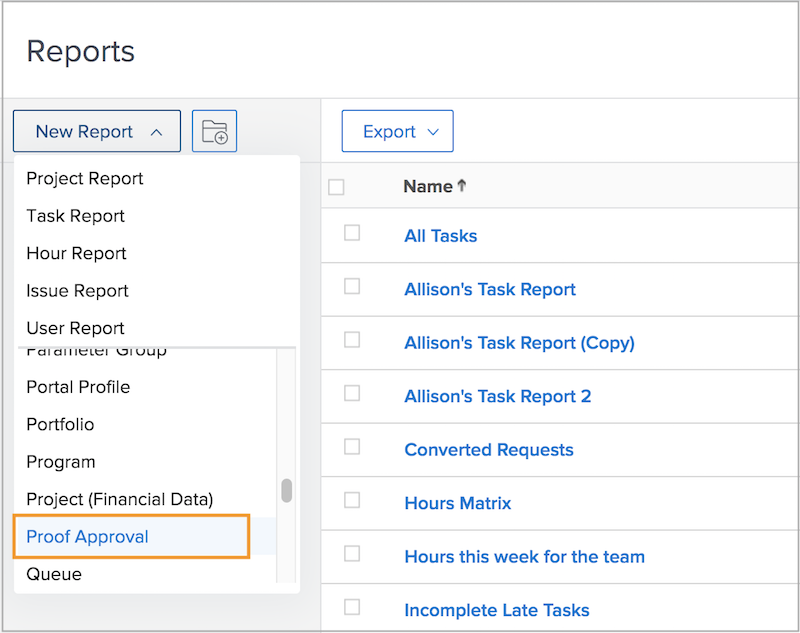 Reports
New Report
Export
Project Report
Task Report
Hour Report
Issue Report
User Report
Parameter Group
Portal Profile
Portfolio
Program
Project (Financial Data)
Proof Approval
Queue
Name
All Tasks
Allison's Task Report
Allison's Task Report (Copy)
Allison's Task Report 2
Converted Requests
Hours Matrix
Hours this week for the team
Incomplete Late Tasks